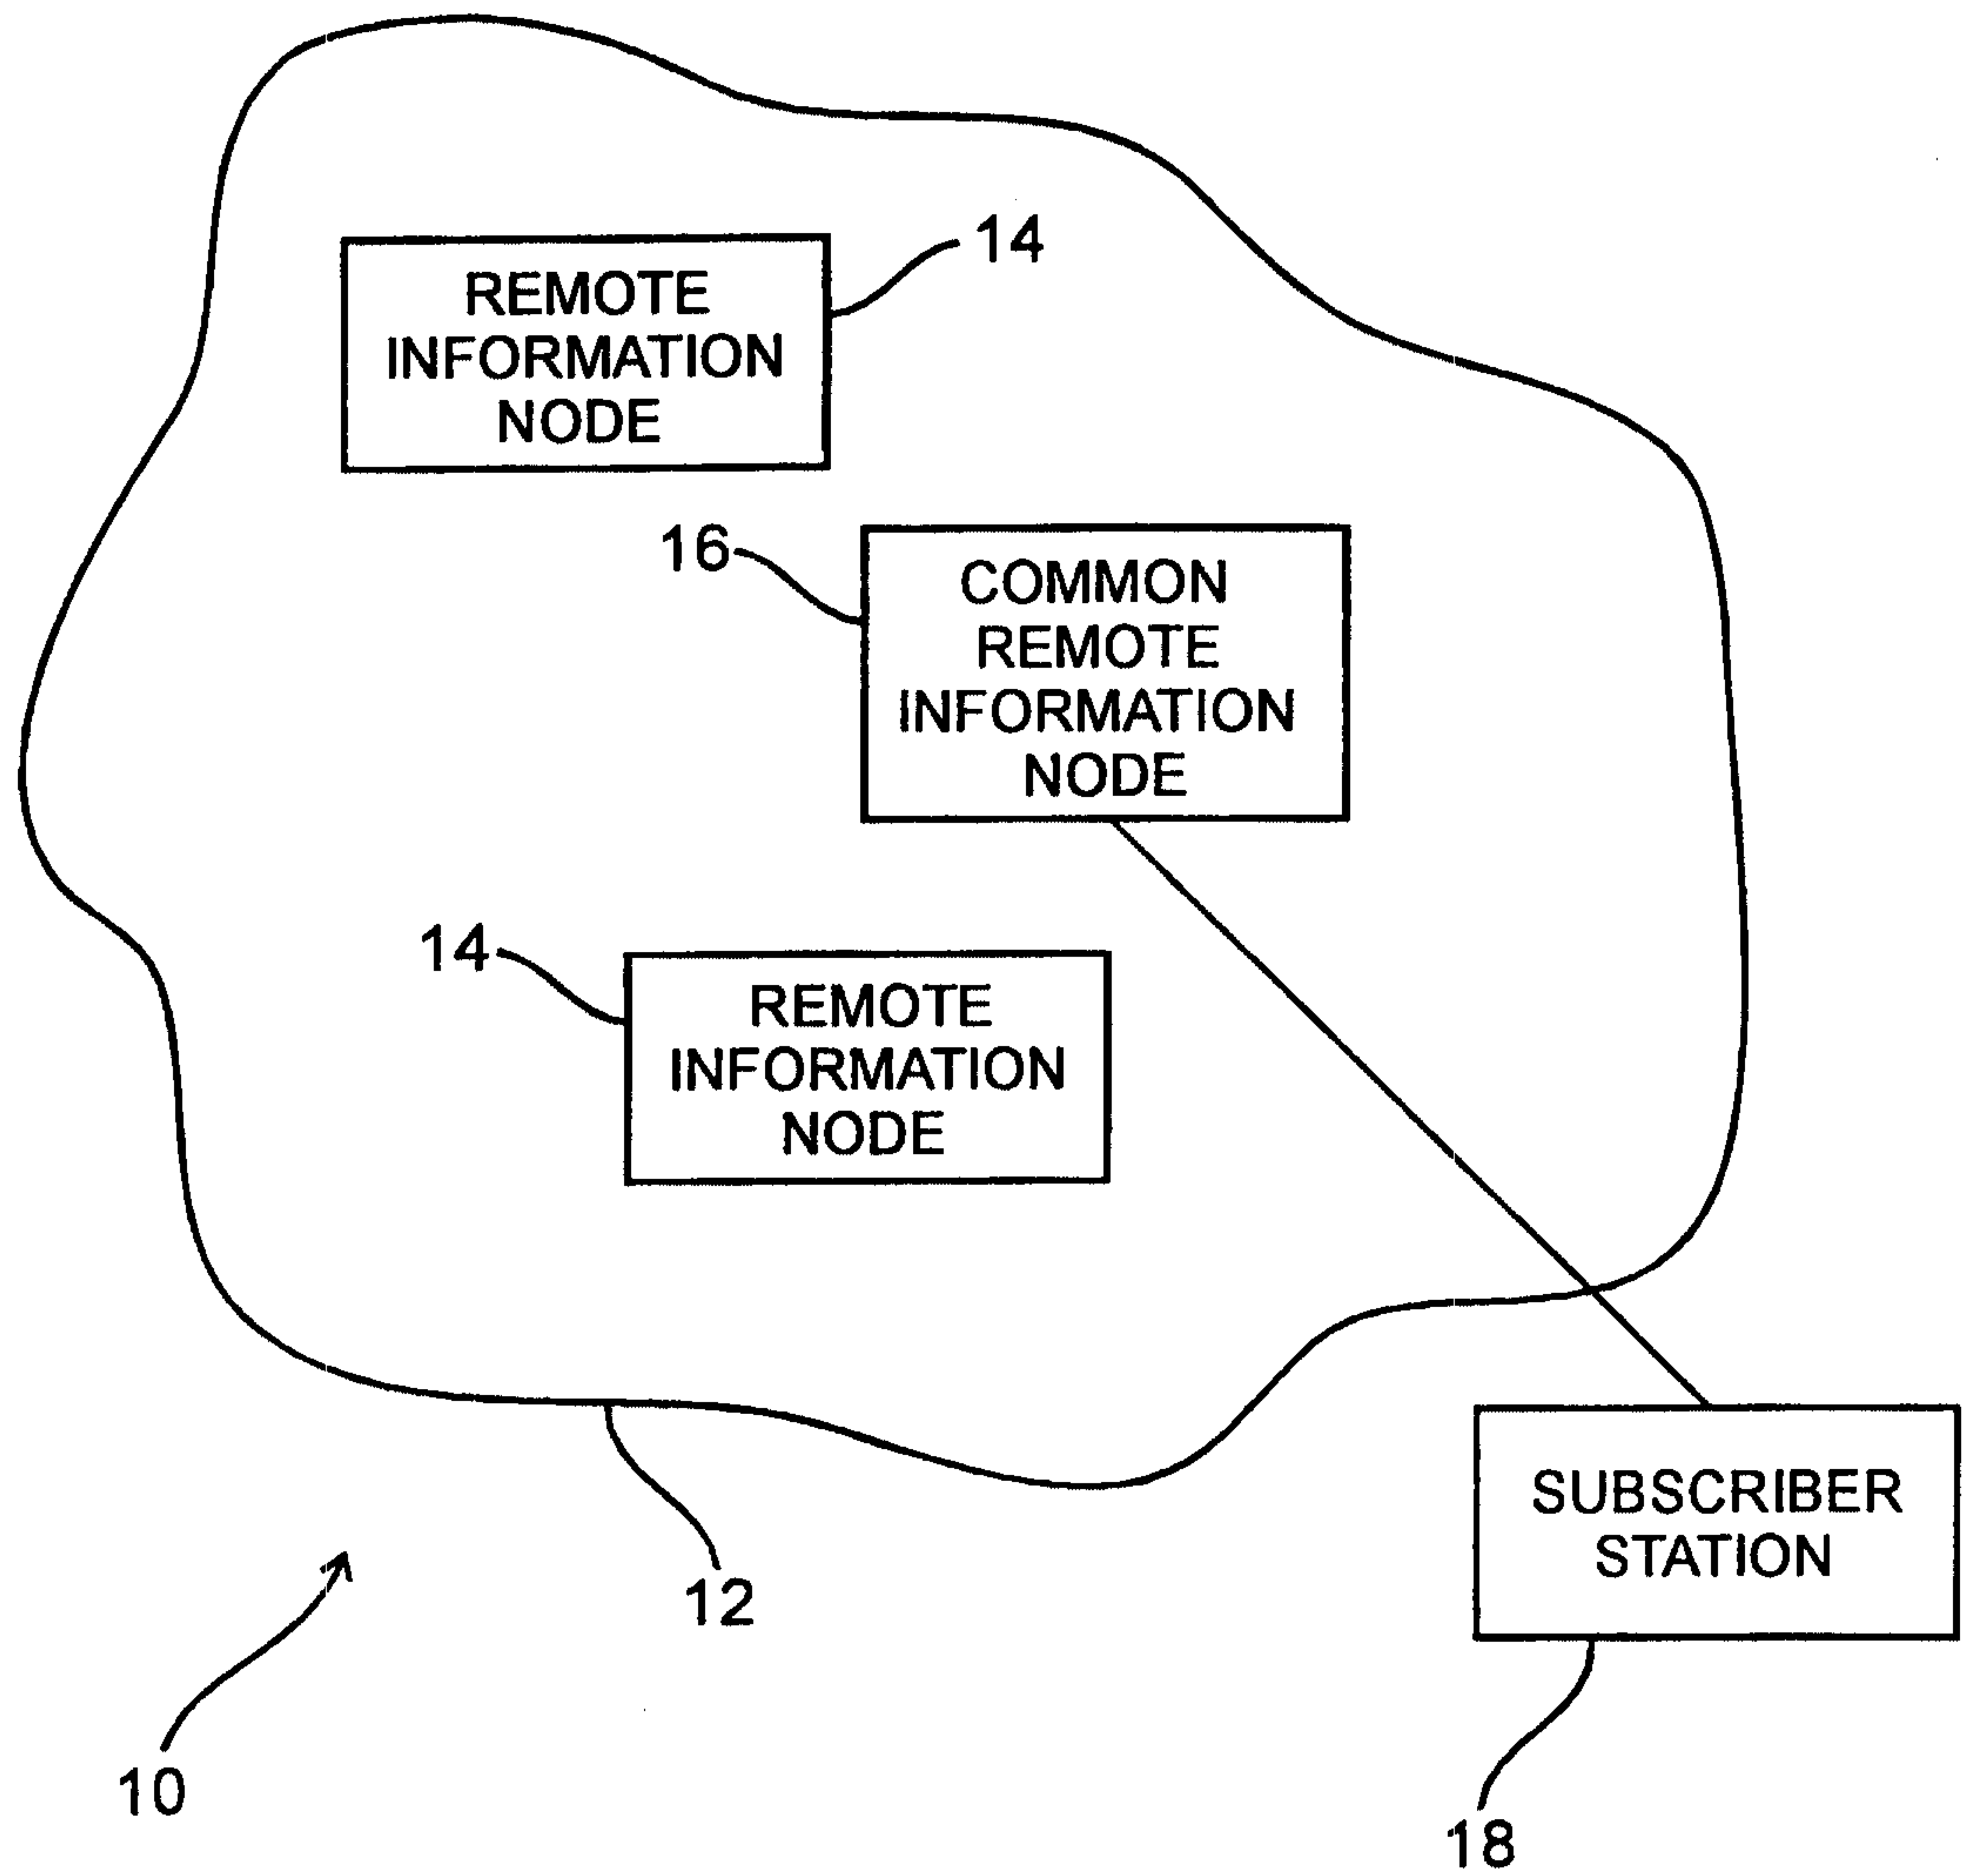 14
REMOTE
INFORMATION
NODE
16
COMMON
REMOTE
INFORMATION
NODE
14
REMOTE
INFORMATION
NODE
SUBSCRIBER
STATION
12
10
18